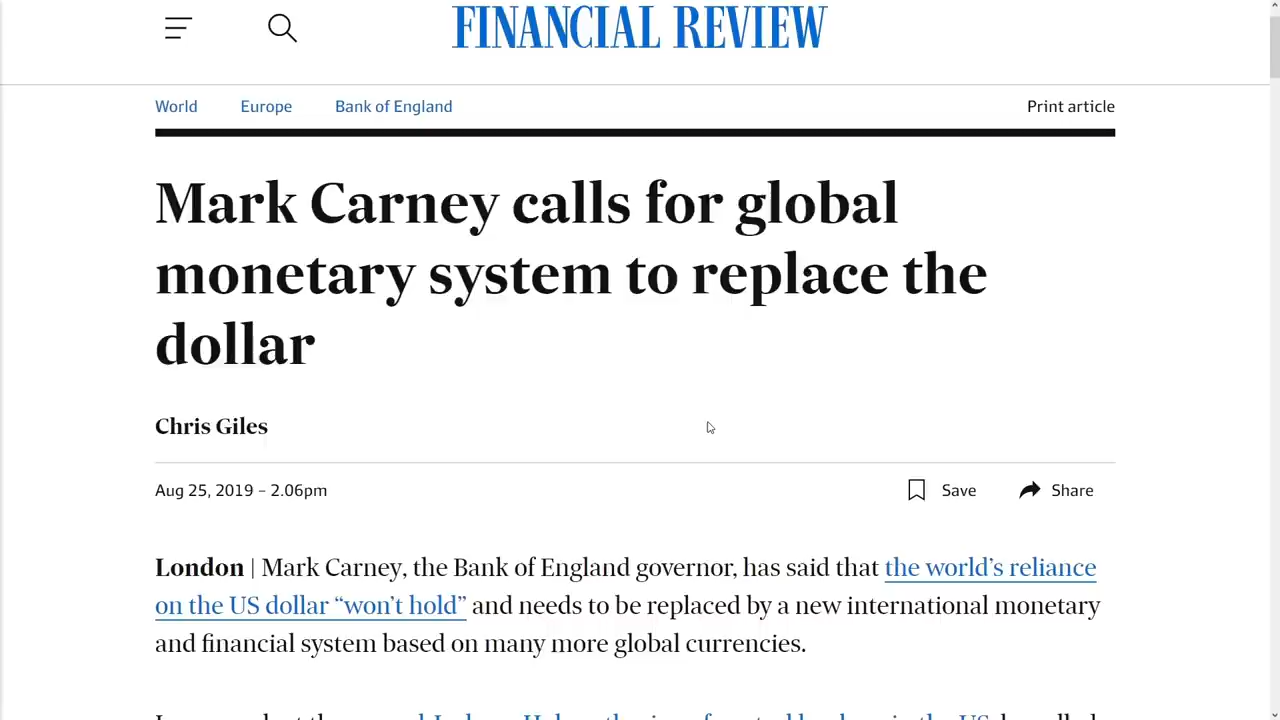 FINANCIAL REVIEW
World Europe Bank of England Print article
Mark Carney calls for global
monetary system to replace the
dollar
Chris Giles
Aug 25, 2019 – 2.06pm Save Share
London | Mark Carney, the Bank of England governor, has said that the world’s reliance
on the US dollar “won’t hold” and needs to be replaced by a new international monetary
and financial system based on many more global currencies.